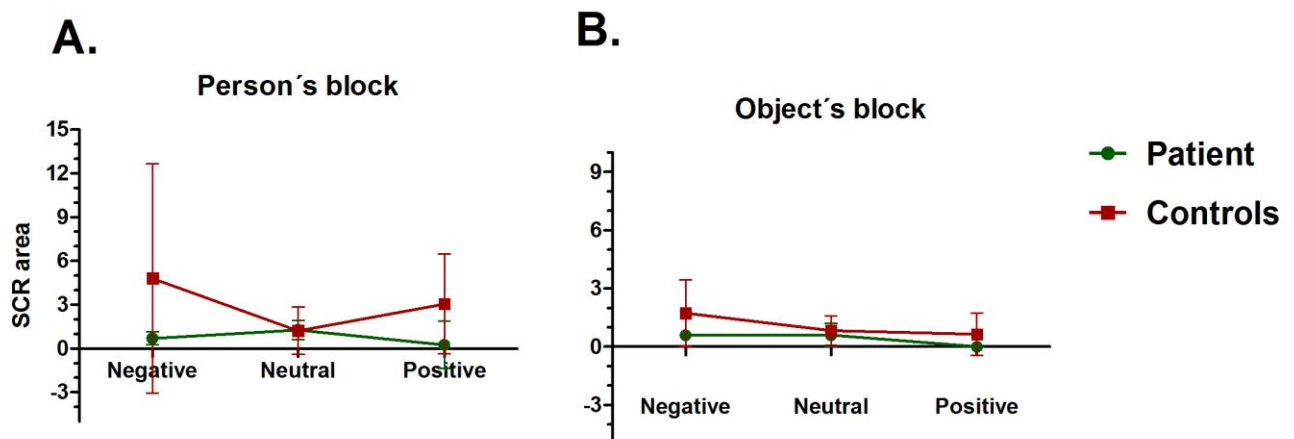 A.
Person´s block
15
12
9
6
3
0
-3
SCR area
Negative
Neutral
Positive
B.
Object´s block
9
6
3
0
-3
Negative
Neutral
Positive
Patient
Controls